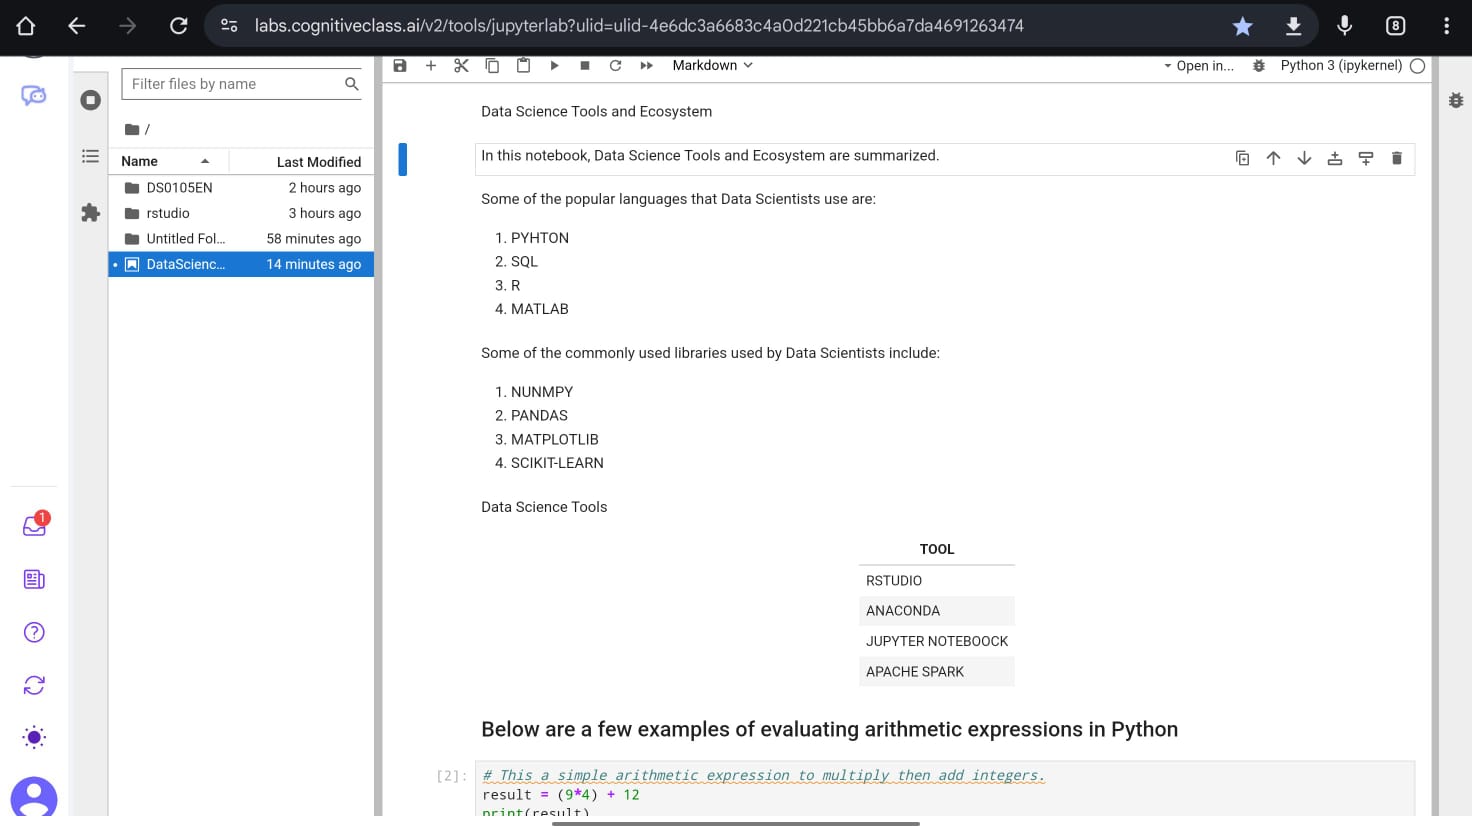 labs.cognitiveclass.ai/v2/tools/jupyterlab?ulid=ulid-4e6dc3a6683c4a0d221cb45bb6a7da4691263474
8
Filter files by name
Markdown
Open in...
Python 3 (ipykernel)
/
Name
Last Modified
DS0105EN
2 hours ago
rstudio
3 hours ago
Untitled Fol...
58 minutes ago
DataScienc...
14 minutes ago
1
Data Science Tools and Ecosystem
In this notebook, Data Science Tools and Ecosystem are summarized.
Some of the popular languages that Data Scientists use are:
1. PYHTON
2. SQL
3. R
4. MATLAB
Some of the commonly used libraries used by Data Scientists include:
1. NUNMPY
2. PANDAS
3. MATPLOTLIB
4. SCIKIT-LEARN
Data Science Tools
TOOL
RSTUDIO
ANACONDA
JUPYTER NOTEBOOCK
APACHE SPARK
Below are a few examples of evaluating arithmetic expressions in Python
[2]:
# This a simple arithmetic expression to multiply then add integers.
result = (9*4) + 12
print(result)